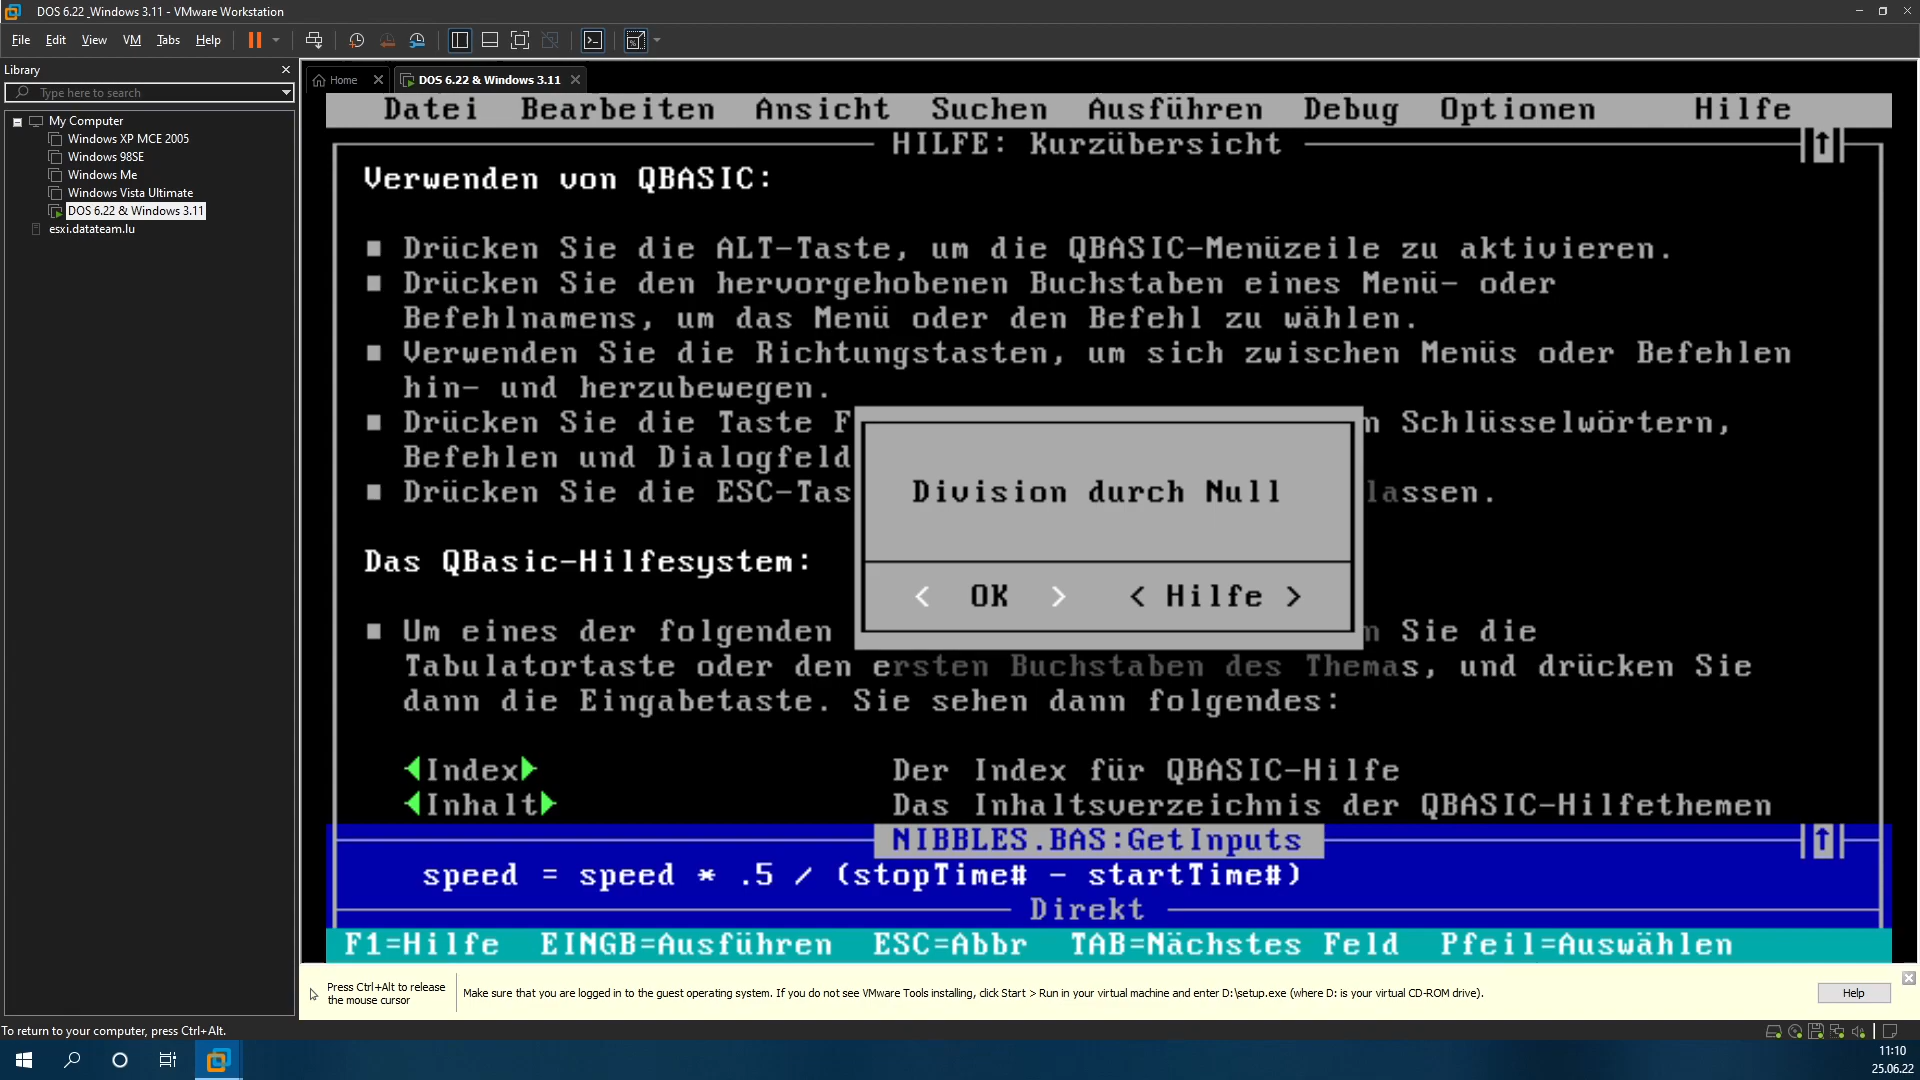 DOS 6.22 _Windows 3.11 - VMware Workstation
File Edit View VM Tabs Help
Library
Type here to search
My Computer
Windows XP MCE 2005
Windows 98SE
Windows Me
Windows Vista Ultimate
DOS 6.22 & Windows 3.11
esxi.datateam.lu
Home
DOS 6.22 & Windows 3.11
Datei Bearbeiten Ansicht Suchen Ausführen Debug Optionen Hilfe
HILFE: Kurzübersicht
Verwenden von QBASIC:
Drücken Sie die ALT-Taste, um die QBASIC-Menüzeile zu aktivieren.
Drücken Sie den hervorgehobenen Buchstaben eines Menü- oder
Befehlnamens, um das Menü oder den Befehl zu wählen.
Verwenden Sie die Richtungstasten, um sich zwischen Menüs oder Befehlen
hin- und herzubewegen.
Drücken Sie die Taste F n Schlüsselwörtern,
Befehlen und Dialogfeld
Drücken Sie die ESC-Tas lassen.
Division durch Null
< OK > < Hilfe >
Das QBasic-Hilfesystem:
Um eines der folgenden n Sie die
Tabulatortaste oder den ersten Buchstaben des Themas, und drücken Sie
dann die Eingabetaste. Sie sehen dann folgendes:
◄Index► Der Index für QBASIC-Hilfe
◄Inhalt► Das Inhaltsverzeichnis der QBASIC-Hilfethemen
NIBBLES.BAS:GetInputs
speed = speed * .5 / (stopTime# - startTime#)
Direkt
F1=Hilfe EINGB=Ausführen ESC=Abbr TAB=Nächstes Feld Pfeil=Auswählen
Press Ctrl+Alt to release
the mouse cursor
Make sure that you are logged in to the guest operating system. If you do not see VMware Tools installing, click Start > Run in your virtual machine and enter D:\setup.exe (where D: is your virtual CD-ROM drive).
Help
To return to your computer, press Ctrl+Alt.
11:10
25.06.22